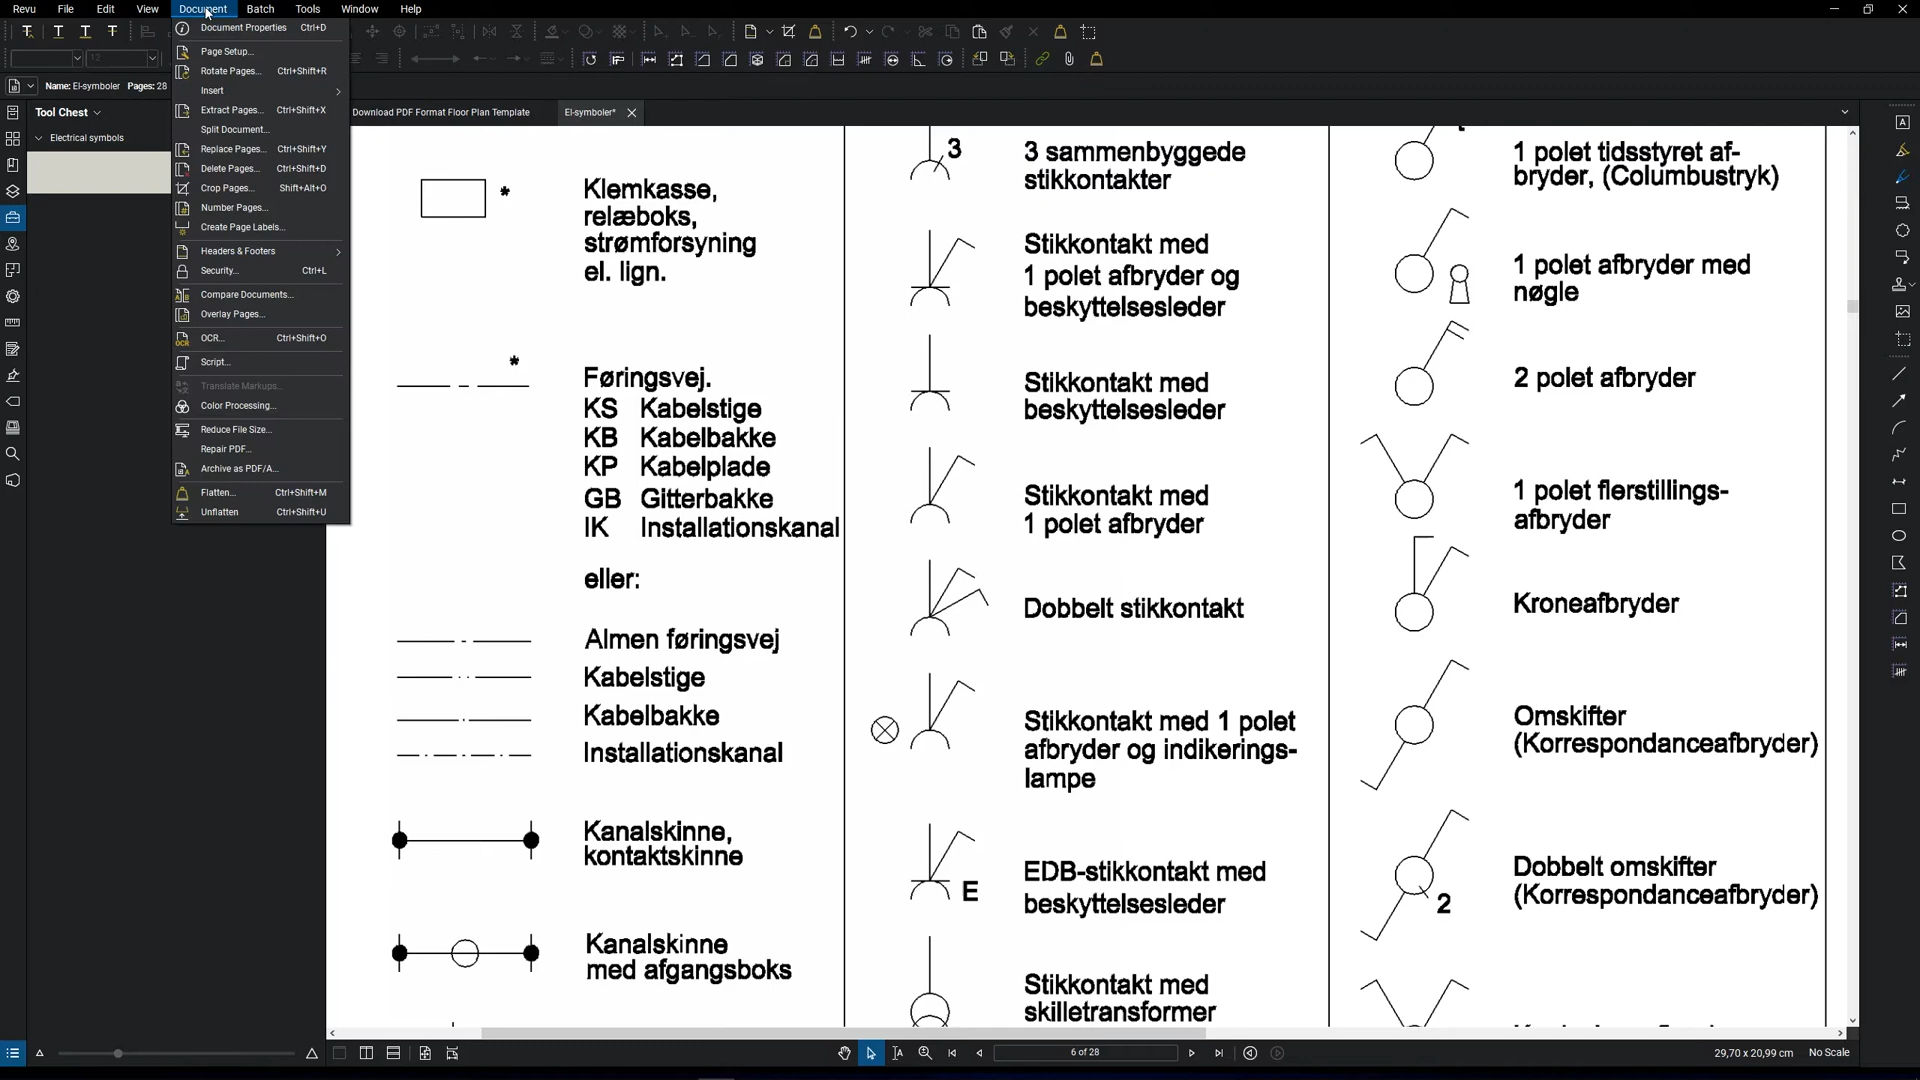 Revu File Edit View Document Batch Tools Window Help
12
Name: El-symboler Pages: 28
Tool Chest
Electrical symbols
Document Properties Ctrl+D
Page Setup...
Rotate Pages... Ctrl+Shift+R
Insert
Extract Pages... Ctrl+Shift+X
Split Document...
Replace Pages... Ctrl+Shift+Y
Delete Pages... Ctrl+Shift+D
Crop Pages... Shift+Alt+O
Number Pages...
Create Page Labels...
Headers & Footers
Security... Ctrl+L
Compare Documents...
Overlay Pages...
OCR... Ctrl+Shift+O
Script...
Translate Markups...
Color Processing...
Reduce File Size...
Repair PDF...
Archive as PDF/A...
Flatten... Ctrl+Shift+M
Unflatten Ctrl+Shift+U
Download PDF Format Floor Plan Template
El-symboler*
*
Klemkasse,
relæboks,
strømforsyning
el. lign.
*
Føringsvej.
KS Kabelstige
KB Kabelbakke
KP Kabelplade
GB Gitterbakke
IK Installationskanal
eller:
Almen føringsvej
Kabelstige
Kabelbakke
Installationskanal
Kanalskinne,
kontaktskinne
Kanalskinne
med afgangsboks
3
3 sammenbyggede
stikkontakter
Stikkontakt med
1 polet afbryder og
beskyttelsesleder
Stikkontakt med
beskyttelsesleder
Stikkontakt med
1 polet afbryder
Dobbelt stikkontakt
Stikkontakt med 1 polet
afbryder og indikerings-
lampe
E
EDB-stikkontakt med
beskyttelsesleder
Stikkontakt med
skilletransformer
1 polet tidsstyret af-
bryder, (Columbustryk)
1 polet afbryder med
nøgle
2 polet afbryder
1 polet flerstillings-
afbryder
Kroneafbryder
Omskifter
(Korrespondanceafbryder)
2
Dobbelt omskifter
(Korrespondanceafbryder)
6 of 28
29,70 x 20,99 cm No Scale